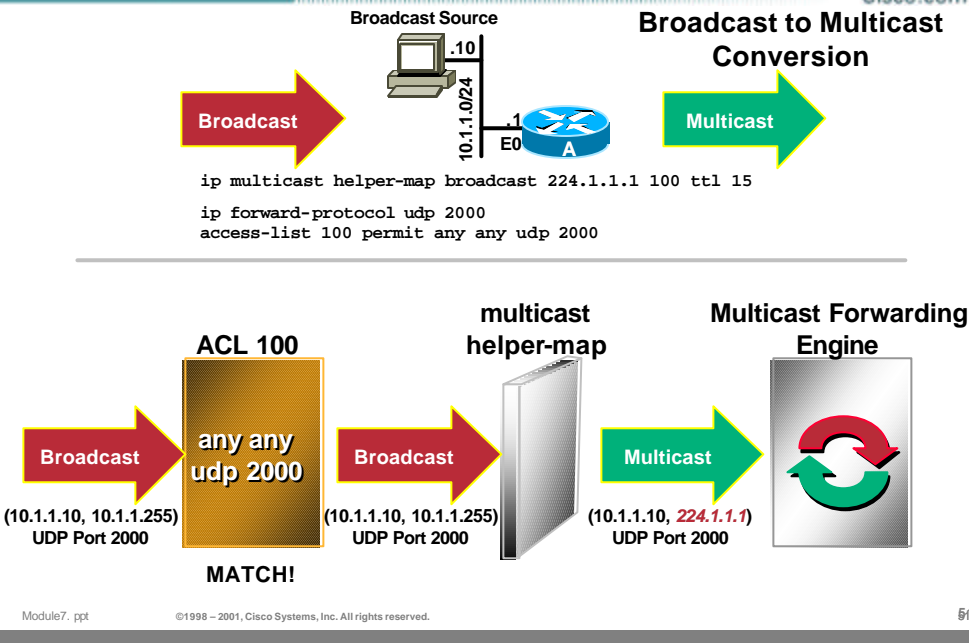 Broadcast to Multicast
Conversion
Broadcast Source
.10
10.1.1.0/24
.1
E0
A
Broadcast
Multicast
ip multicast helper-map broadcast 224.1.1.1 100 ttl 15
ip forward-protocol udp 2000
access-list 100 permit any any udp 2000
ACL 100
multicast
helper-map
Multicast Forwarding
Engine
Broadcast
any any
udp 2000
Broadcast
Multicast
(10.1.1.10, 10.1.1.255)
UDP Port 2000
(10.1.1.10, 10.1.1.255)
UDP Port 2000
(10.1.1.10, 224.1.1.1)
UDP Port 2000
MATCH!
Module7. ppt
©1998 – 2001, Cisco Systems, Inc. All rights reserved.